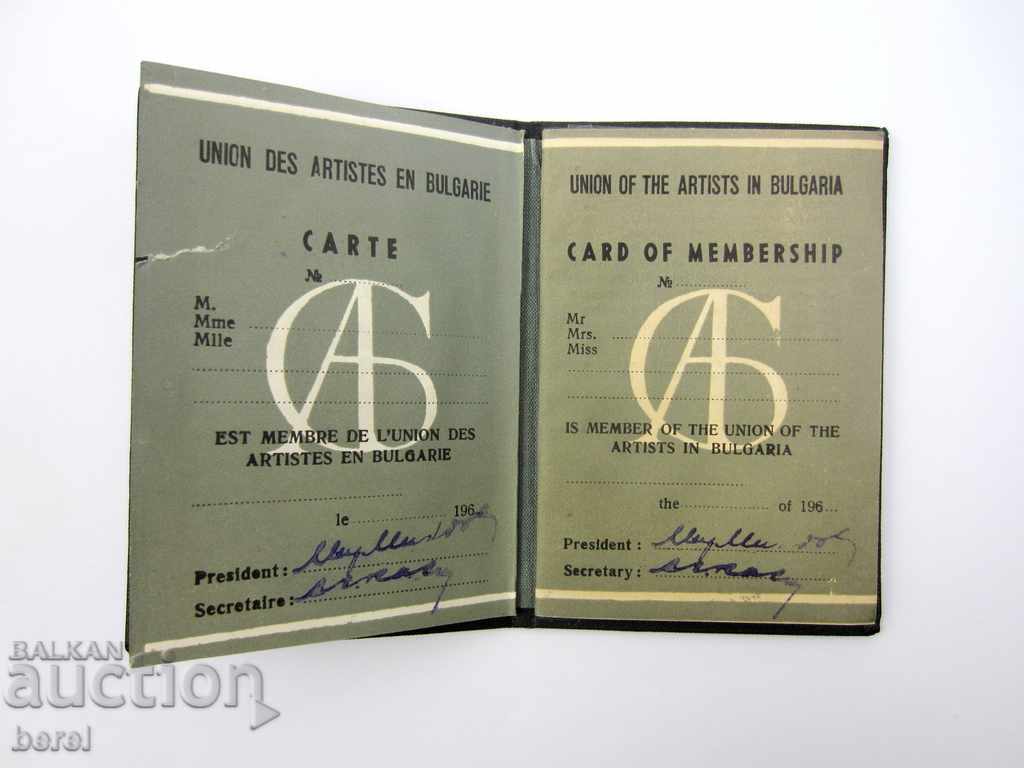 UNION DES ARTISTES EN BULGARIE
CARTE
№
M.
Mme
Mlle
EST MEMBRE DE L'UNION DES
ARTISTES EN BULGARIE
le 196
President:
Secretaire:
UNION OF THE ARTISTS IN BULGARIA
CARD OF MEMBERSHIP
№
Mr
Mrs.
Miss
IS MEMBER OF THE UNION OF THE
ARTISTS IN BULGARIA
the of 196
President:
Secretary:
BALKAN
auction
berel